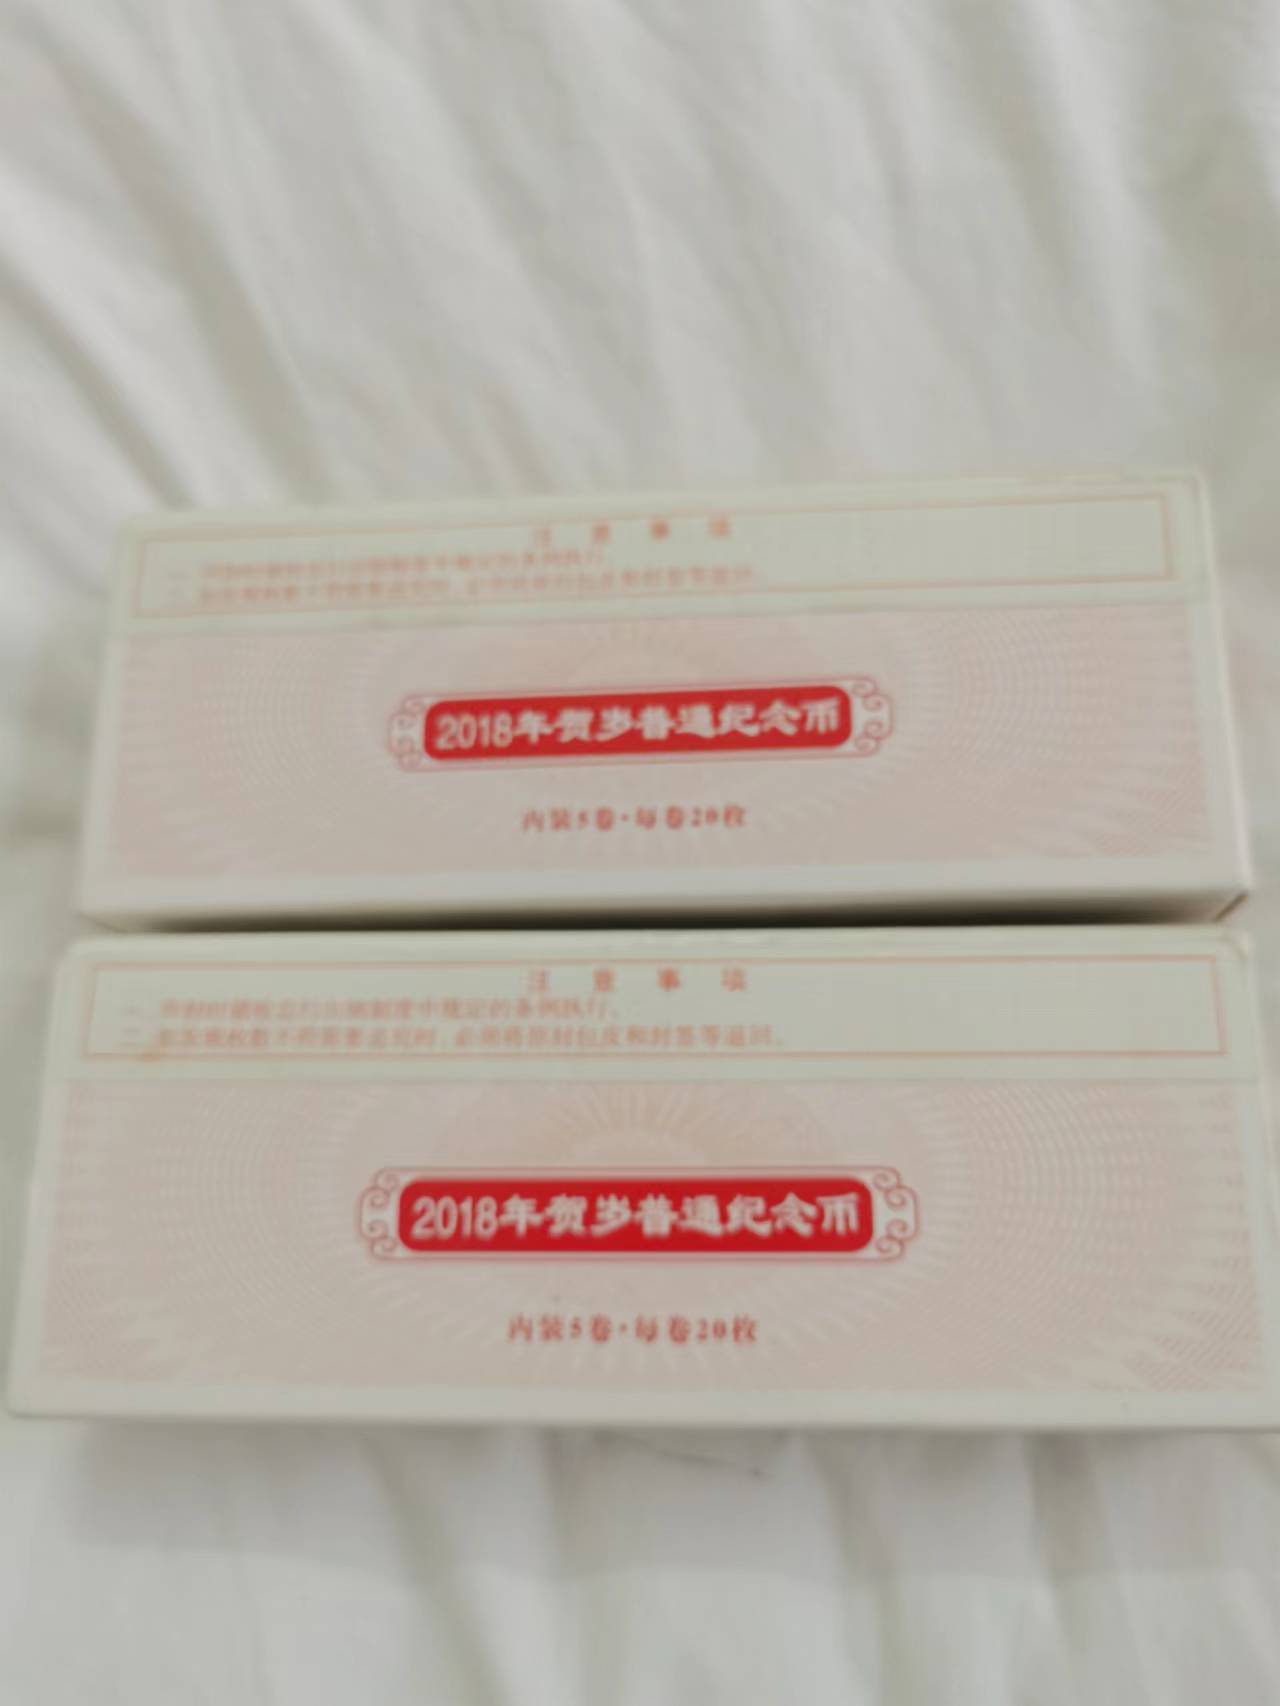 注意事项
2018年贺岁普通纪念币
内装5卷·每卷20枚
注意事项
一、开封时请按总行出纳制度中规定的条例执行。
二、如发现枚数不符需要追究时，必须将原封包皮和封签等退回。
2018年贺岁普通纪念币
内装5卷·每卷20枚